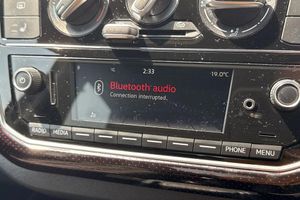 2:33
19.0°C
Bluetooth audio
Connection interrupted.
RADIO
MEDIA
PHONE
MENU